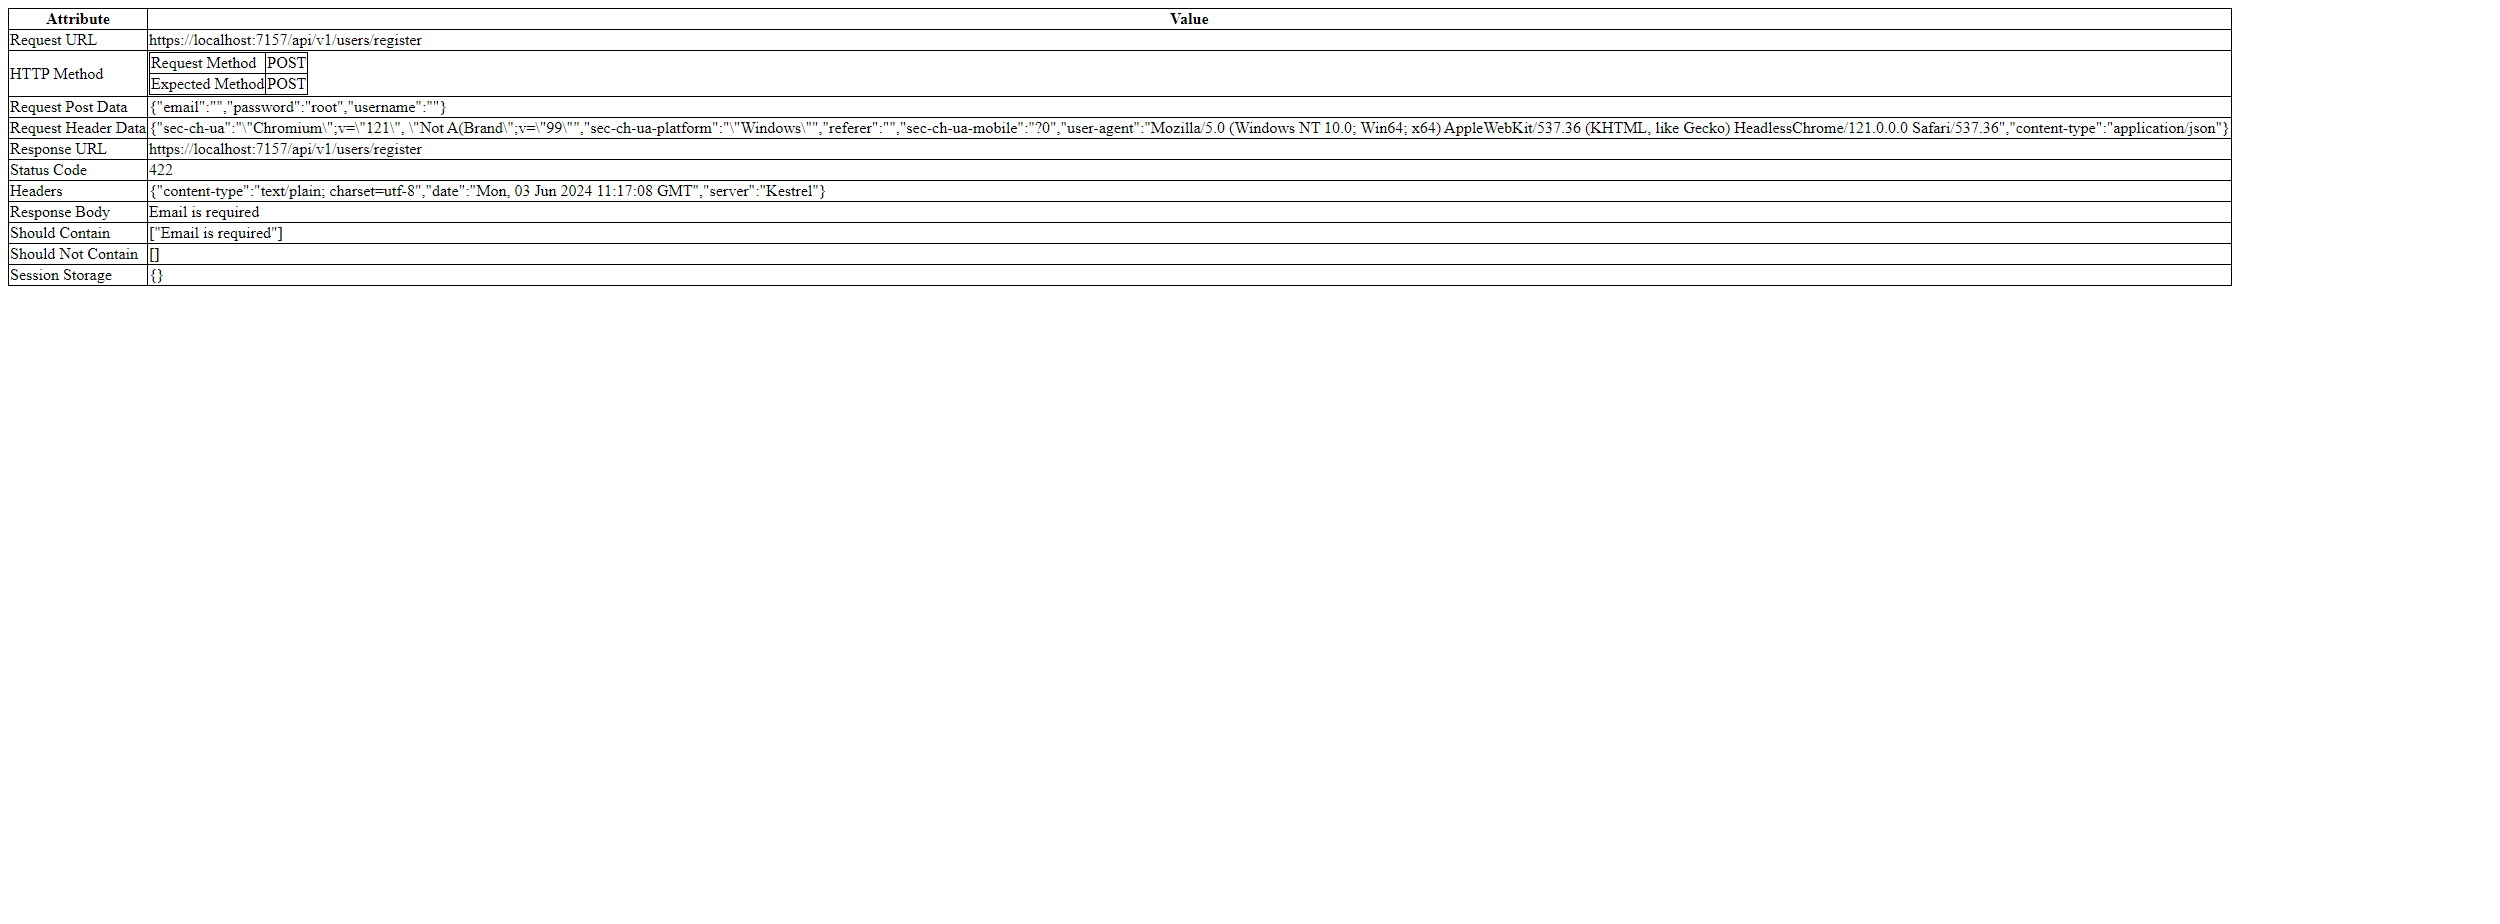 Attribute Value
Request URL https://localhost:7157/api/v1/users/register
HTTP Method
Request Method POST
Expected Method POST
Request Post Data {"email":"","password":"root","username":""}
Request Header Data {"sec-ch-ua":"\"Chromium\";v=\"121\", \"Not A(Brand\";v=\"99\"","sec-ch-ua-platform":"\"Windows\"","referer":"","sec-ch-ua-mobile":"?0","user-agent":"Mozilla/5.0 (Windows NT 10.0; Win64; x64) AppleWebKit/537.36 (KHTML, like Gecko) HeadlessChrome/121.0.0.0 Safari/537.36","content-type":"application/json"}
Response URL https://localhost:7157/api/v1/users/register
Status Code 422
Headers {"content-type":"text/plain; charset=utf-8","date":"Mon, 03 Jun 2024 11:17:08 GMT","server":"Kestrel"}
Response Body Email is required
Should Contain ["Email is required"]
Should Not Contain []
Session Storage {}